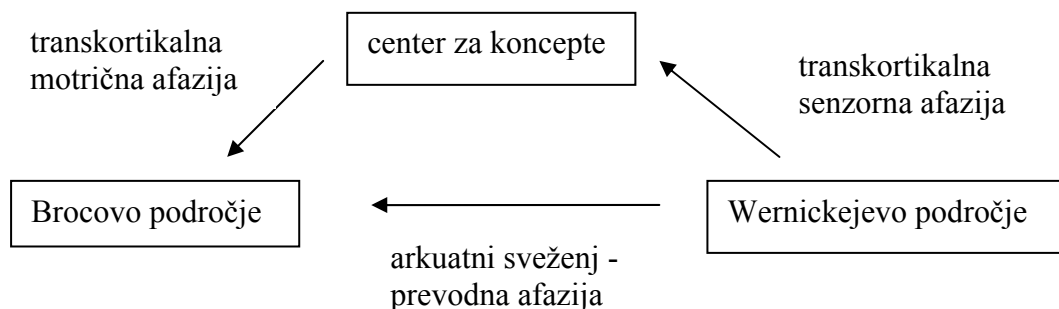 transkortikalna
motrična afazija
center za koncepte
transkortikalna
senzorna afazija
Brocovo področje
Wernickejevo področje
arkuatni sveženj -
prevodna afazija